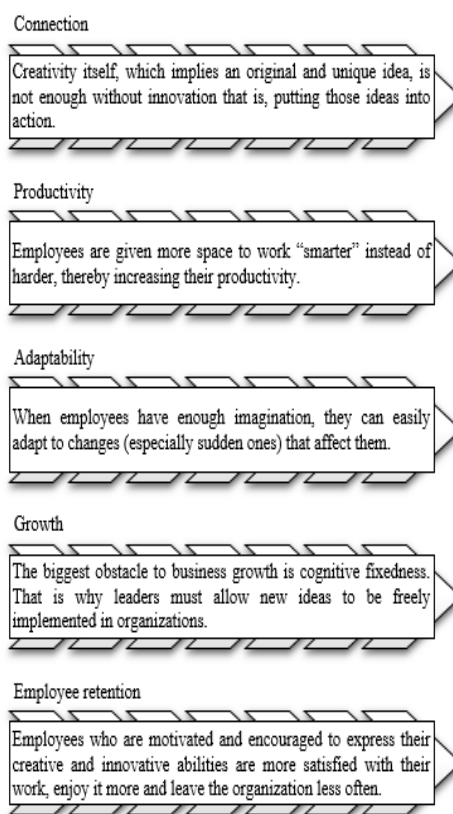 Connection
Creativity itself, which implies an original and unique idea, is
not enough without innovation that is, putting those ideas into
action.
Productivity
Employees are given more space to work “smarter” instead of
harder, thereby increasing their productivity.
Adaptability
When employees have enough imagination, they can easily
adapt to changes (especially sudden ones) that affect them.
Growth
The biggest obstacle to business growth is cognitive fixedness.
That is why leaders must allow new ideas to be freely
implemented in organizations.
Employee retention
Employees who are motivated and encouraged to express their
creative and innovative abilities are more satisfied with their
work, enjoy it more and leave the organization less often.